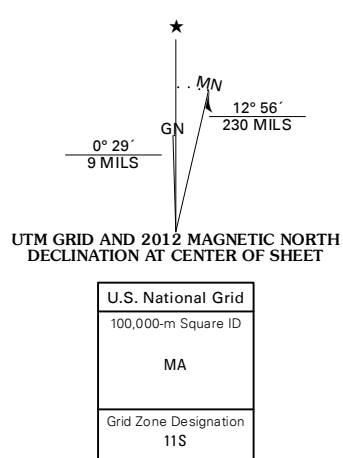 ★
MN
GN
12° 56´
230 MILS
0° 29´
9 MILS
UTM GRID AND 2012 MAGNETIC NORTH
DECLINATION AT CENTER OF SHEET
U.S. National Grid
100,000-m Square ID
MA
Grid Zone Designation
11S